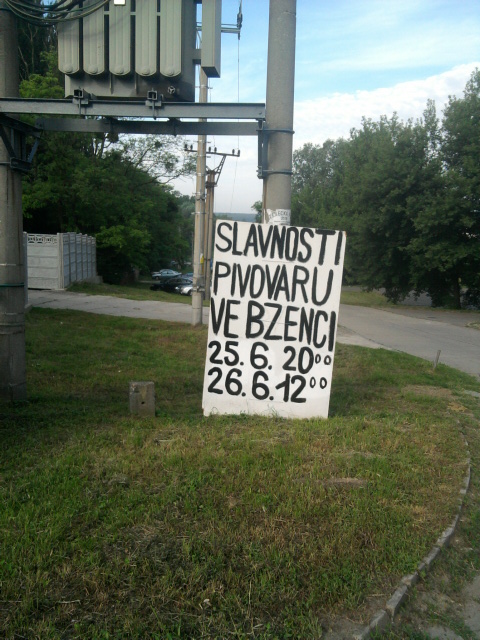 SLAVNOSTI
PIVOVARU
VE BZENCI
25.6. 20⁰⁰
26.6.12⁰⁰